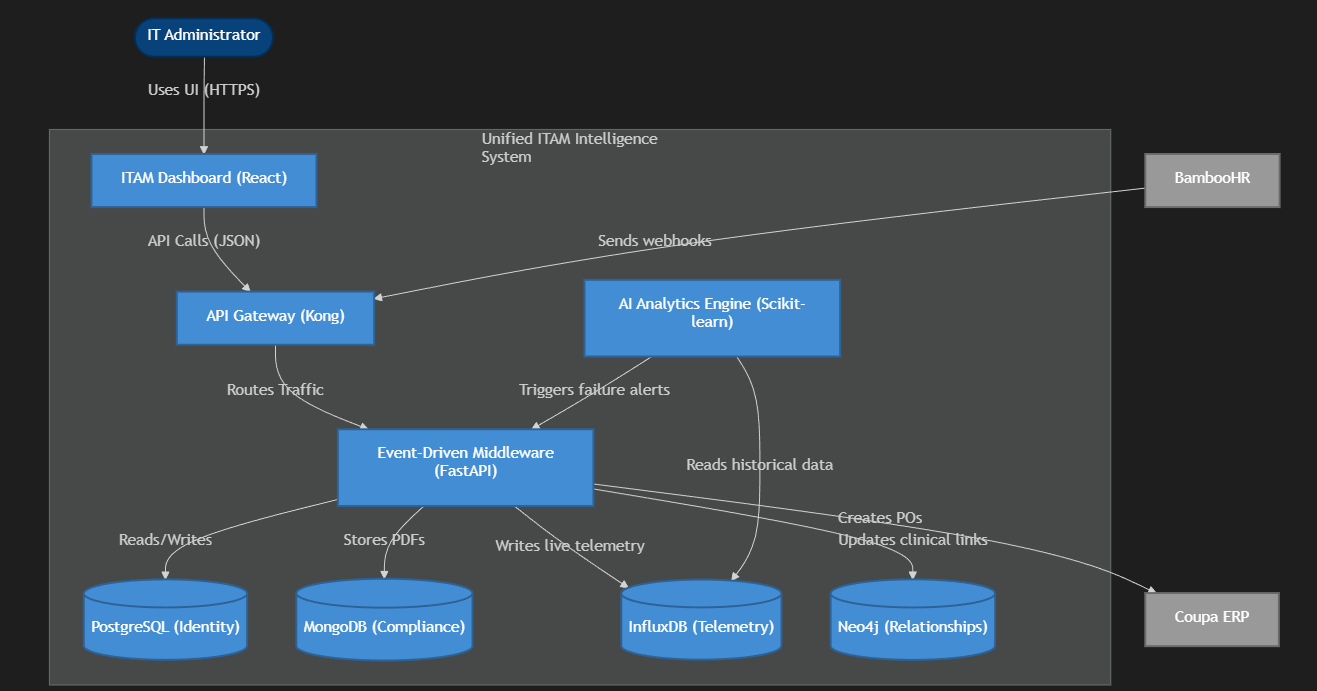 IT Administrator
Uses UI (HTTPS)
Unified ITAM Intelligence
System
ITAM Dashboard (React)
BambooHR
API Calls (JSON)
Sends webhooks
API Gateway (Kong)
AI Analytics Engine (Scikit-
learn)
Routes Traffic
Triggers failure alerts
Event-Driven Middleware
(FastAPI)
Reads historical data
Creates POs
Reads/Writes
Stores PDFs
Writes live telemetry
Updates clinical links
PostgreSQL (Identity)
MongoDB (Compliance)
InfluxDB (Telemetry)
Neo4j (Relationships)
Coupa ERP